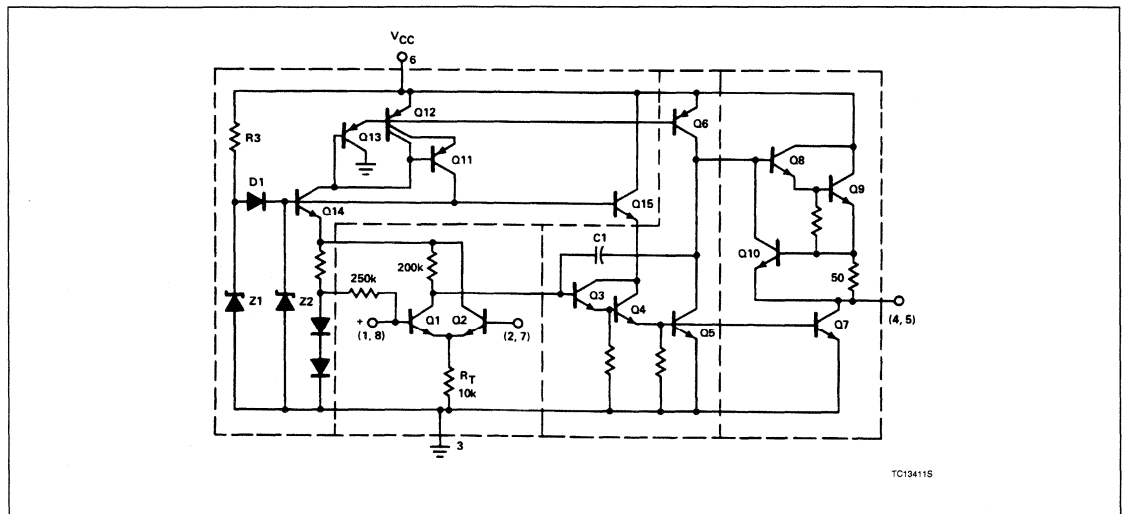 VCC
6
R3
Q12
Q13
Q11
Q6
D1
Q14
Q15
Q8
Q9
C1
Q10
200k
250k
50
Z1
Z2
Q3
Q4
+
(1, 8)
Q1
Q2
(2, 7)
Q5
Q7
(4, 5)
RT
10k
3
TC13411S